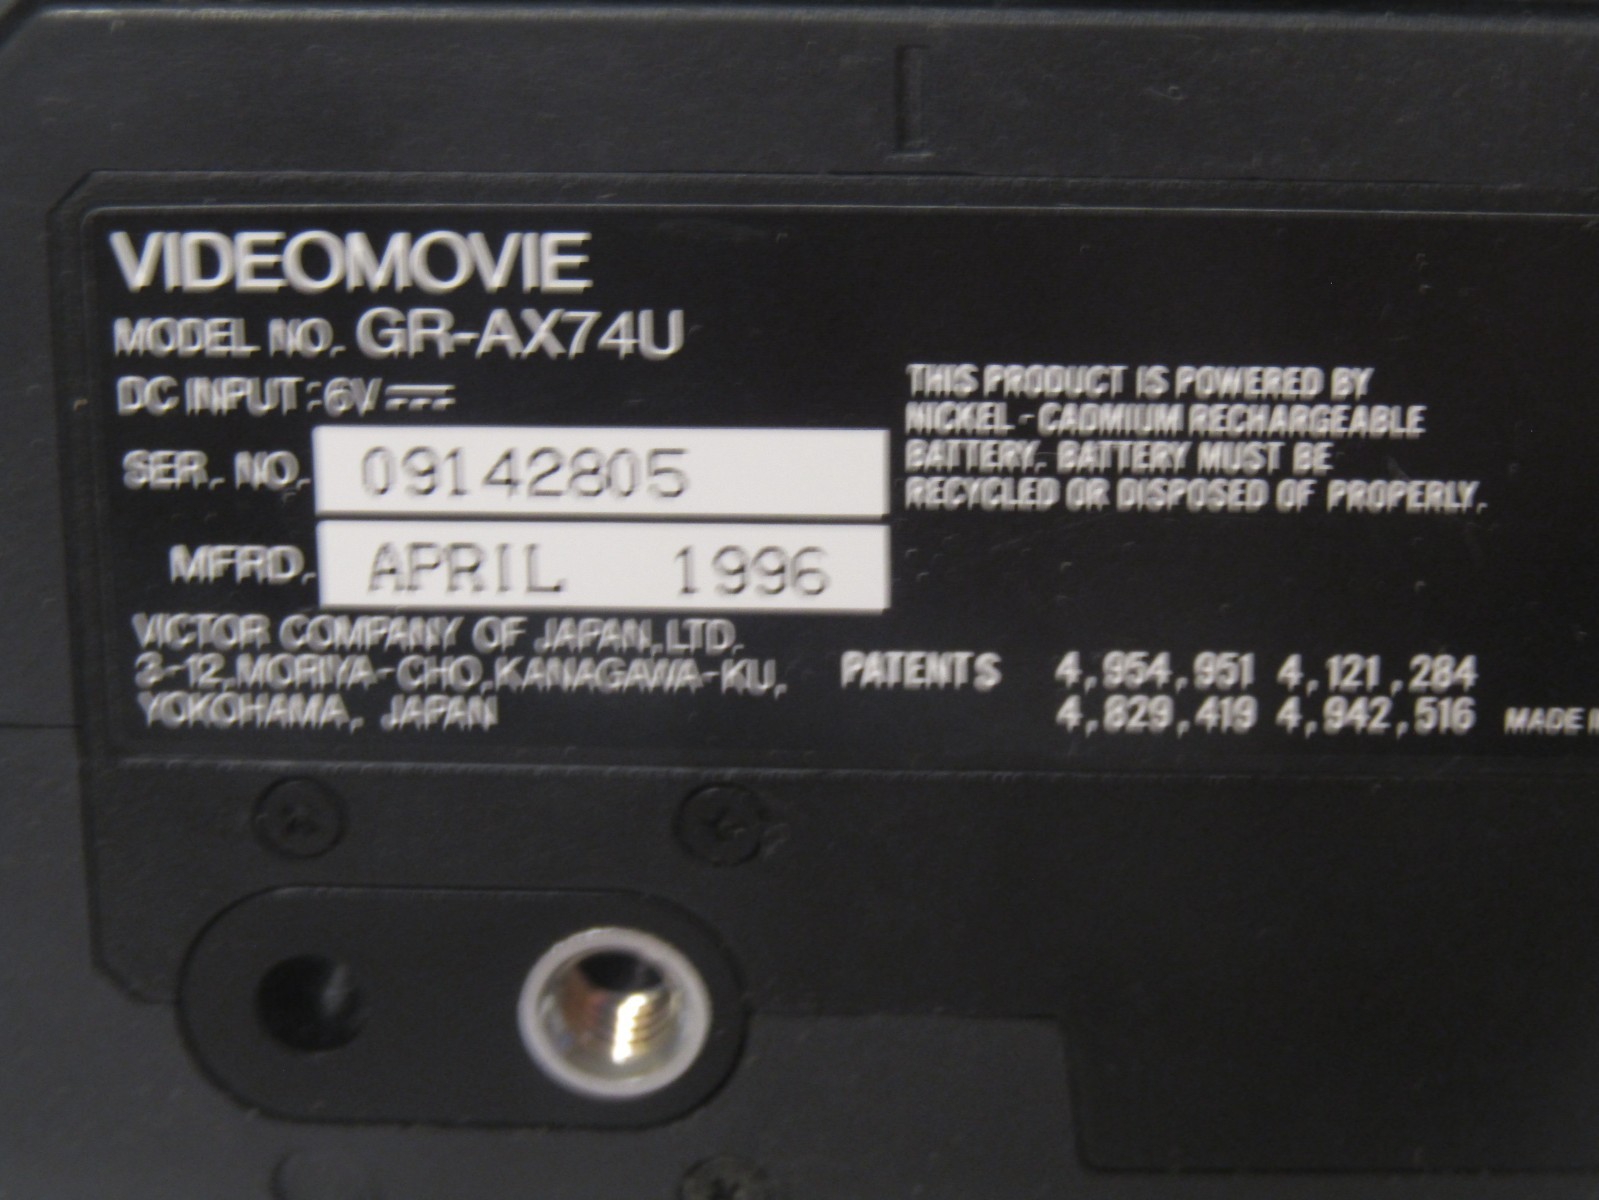 VIDEOMOVIE
MODEL NO. GR-AX74U
DC INPUT : 6V ⎓
SER. NO. 09142805
MFRD. APRIL 1996
VICTOR COMPANY OF JAPAN, LTD.
3-12, MORIYA-CHO, KANAGAWA-KU,
YOKOHAMA, JAPAN
THIS PRODUCT IS POWERED BY
NICKEL-CADMIUM RECHARGEABLE
BATTERY. BATTERY MUST BE
RECYCLED OR DISPOSED OF PROPERLY.
PATENTS 4,954,951 4,121,284
4,829,419 4,942,516
MADE